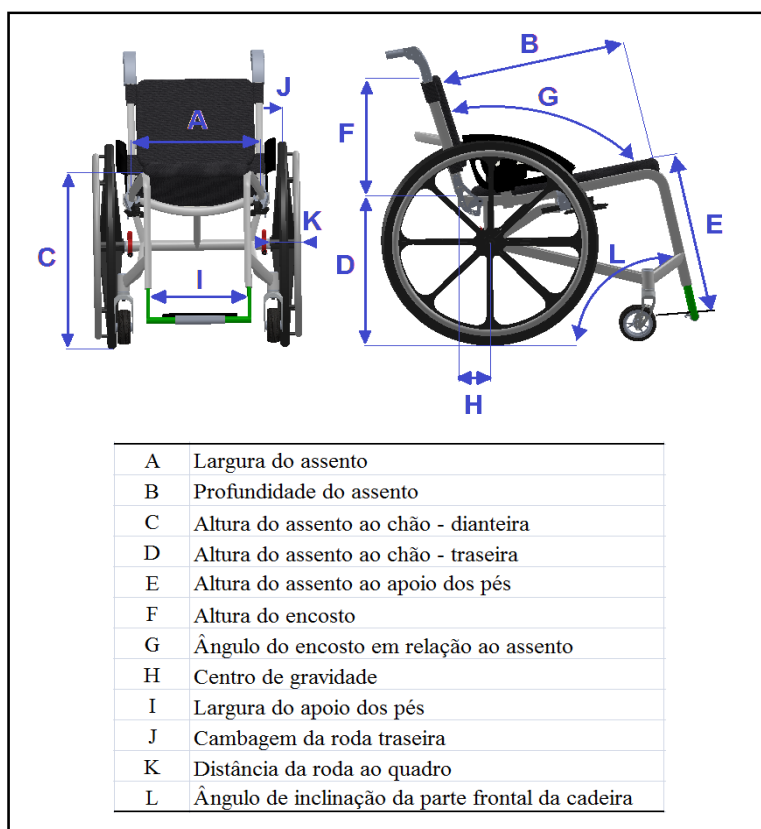 B
J
G
A
F
E
K
C
D
L
I
H
A Largura do assento
B Profundidade do assento
C Altura do assento ao chão - dianteira
D Altura do assento ao chão - traseira
E Altura do assento ao apoio dos pés
F Altura do encosto
G Ângulo do encosto em relação ao assento
H Centro de gravidade
I Largura do apoio dos pés
J Cambagem da roda traseira
K Distância da roda ao quadro
L Ângulo de inclinação da parte frontal da cadeira